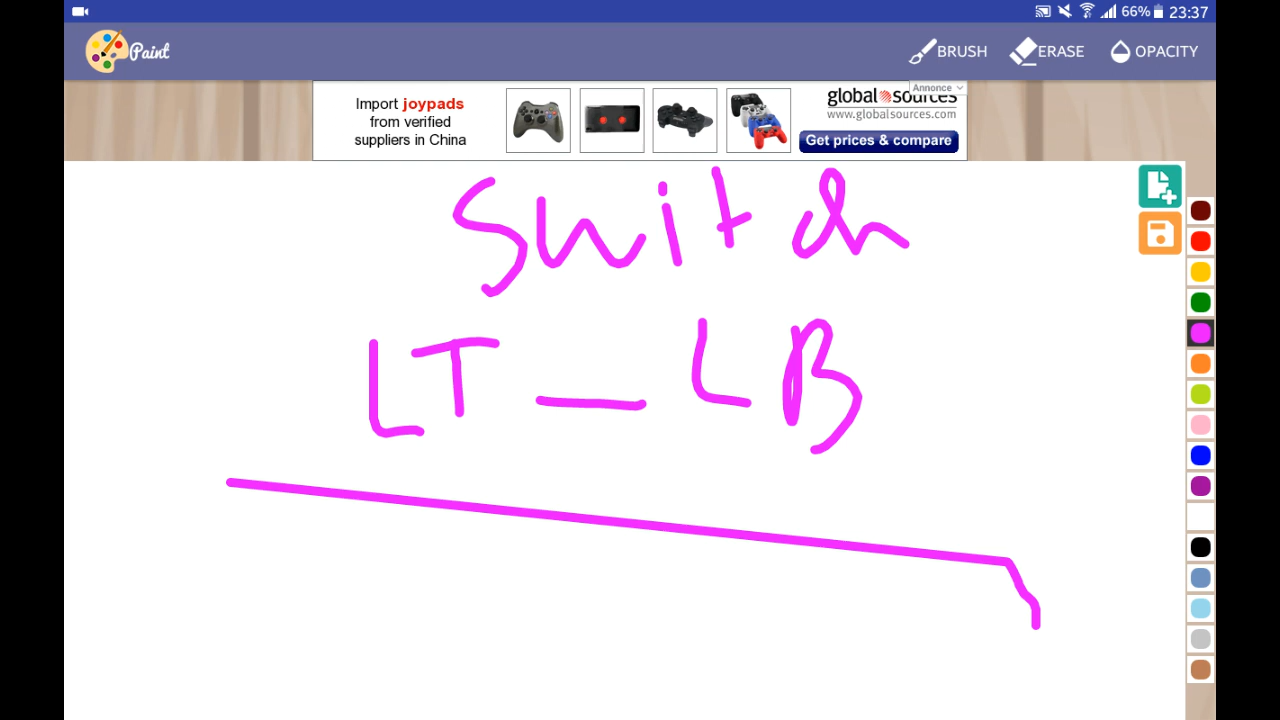 66% 23:37
Paint BRUSH ERASE OPACITY
Annonce
Import joypads
from verified
suppliers in China
global sources
www.globalsources.com
Get prices & compare
Switch
LT _ LB